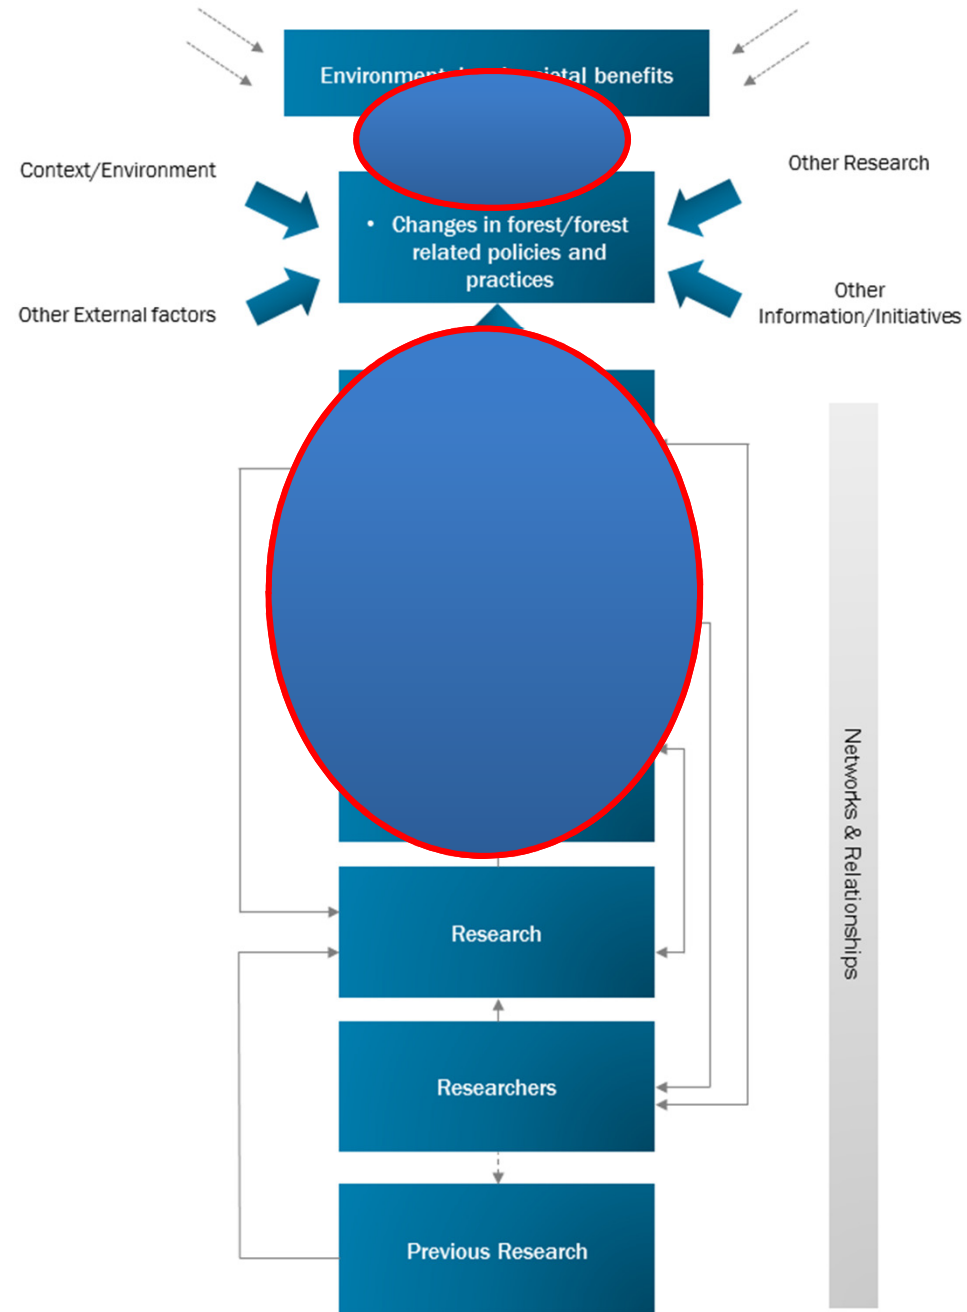 benefits
Context/Environment
Other Research
• Changes in forest/forest
related policies and
practices
Other External factors
Other
Information/Initiatives
Networks & Relationships
Research
Researchers
Previous Research